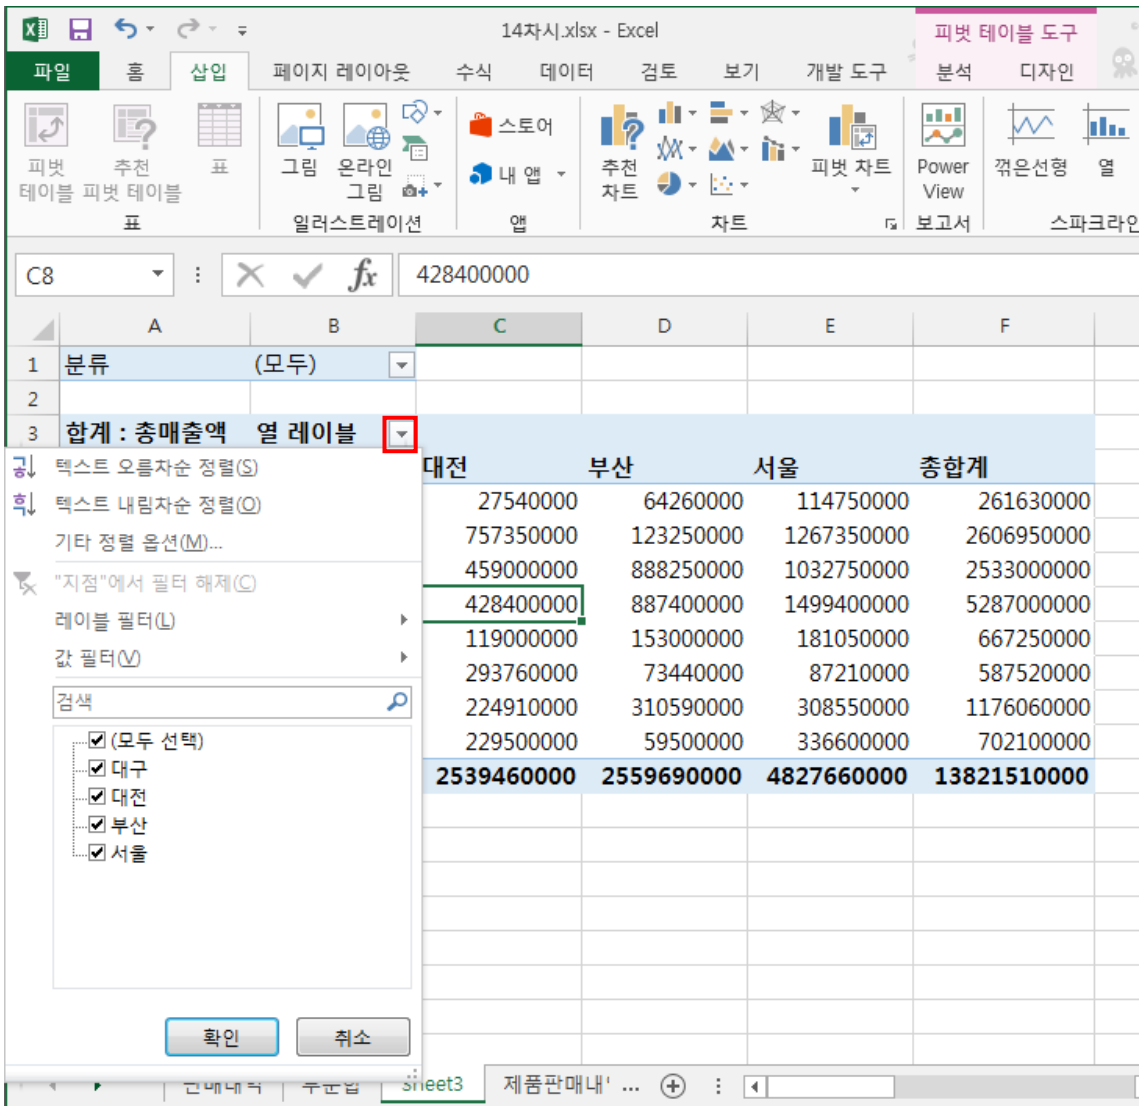 14차시.xlsx - Excel
피벗 테이블 도구
파일 홈 삽입 페이지 레이아웃 수식 데이터 검토 보기 개발 도구 분석 디자인
피벗 테이블
추천 피벗 테이블
표
그림
온라인 그림
스토어
내 앱
추천 차트
피벗 차트
Power View
꺾은선형
열
표 일러스트레이션 앱 차트 보고서 스파크라인
C8 fx 428400000
A B C D E F
1 분류 (모두)
2
3 합계 : 총매출액 열 레이블
대전 부산 서울 총합계
27540000 64260000 114750000 261630000
757350000 123250000 1267350000 2606950000
459000000 888250000 1032750000 2533000000
428400000 887400000 1499400000 5287000000
119000000 153000000 181050000 667250000
293760000 73440000 87210000 587520000
224910000 310590000 308550000 1176060000
229500000 59500000 336600000 702100000
2539460000 2559690000 4827660000 13821510000
텍스트 오름차순 정렬(S)
텍스트 내림차순 정렬(O)
기타 정렬 옵션(M)...
"지점"에서 필터 해제(C)
레이블 필터(L)
값 필터(V)
검색
(모두 선택)
대구
대전
부산
서울
확인 취소
sheet3 제품판매내 ...